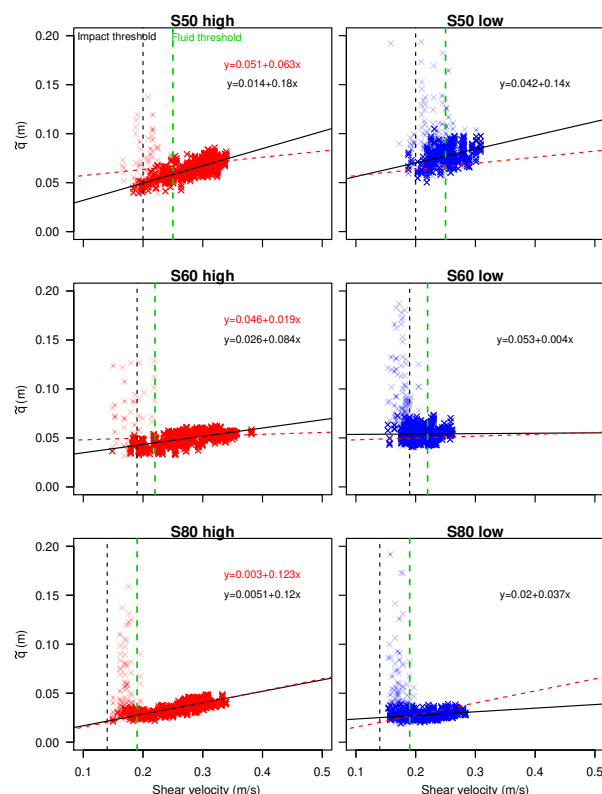 S50 high
S50 low
Impact threshold
Fluid threshold
y=0.051+0.063x
y=0.014+0.18x
y=0.042+0.14x
q̃ (m)
0.20
0.15
0.10
0.05
0.00
S60 high
S60 low
y=0.046+0.019x
y=0.026+0.084x
y=0.053+0.004x
q̃ (m)
0.20
0.15
0.10
0.05
0.00
S80 high
S80 low
y=0.003+0.123x
y=0.0051+0.12x
y=0.02+0.037x
q̃ (m)
0.20
0.15
0.10
0.05
0.00
0.1 0.2 0.3 0.4 0.5
0.1 0.2 0.3 0.4 0.5
Shear velocity (m/s)
Shear velocity (m/s)